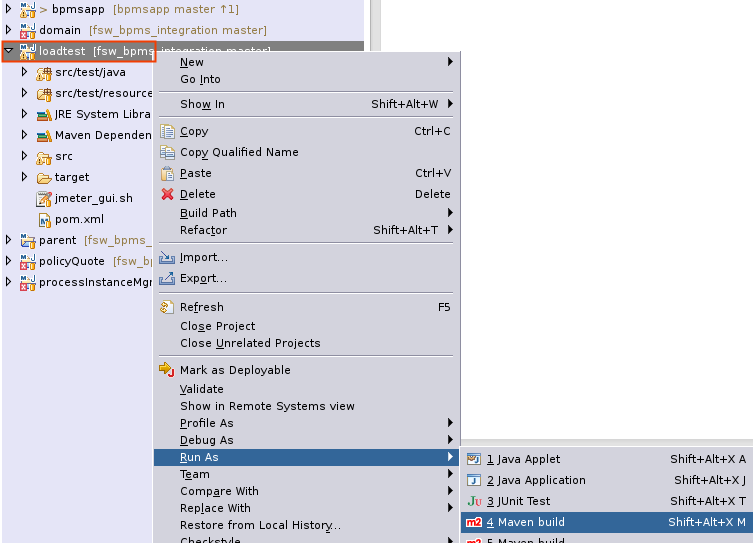 > bpmsapp [bpmsapp master ↑1]
domain [fsw_bpms_integration master]
loadtest [fsw_bpms_integration master]
src/test/java
src/test/resource
JRE System Libra
Maven Dependen
src
target
jmeter_gui.sh
pom.xml
parent [fsw_bpms_
policyQuote [fsw_b
processInstanceMgr
New
Go Into
Show In Shift+Alt+W
Copy Ctrl+C
Copy Qualified Name
Paste Ctrl+V
Delete Delete
Build Path
Refactor Shift+Alt+T
Import...
Export...
Refresh F5
Close Project
Close Unrelated Projects
Mark as Deployable
Validate
Show in Remote Systems view
Profile As
Debug As
Run As
Team
Compare With
Replace With
Restore from Local History...
Checkstyle
1 Java Applet Shift+Alt+X A
2 Java Application Shift+Alt+X J
3 JUnit Test Shift+Alt+X T
4 Maven build Shift+Alt+X M
5 Maven build